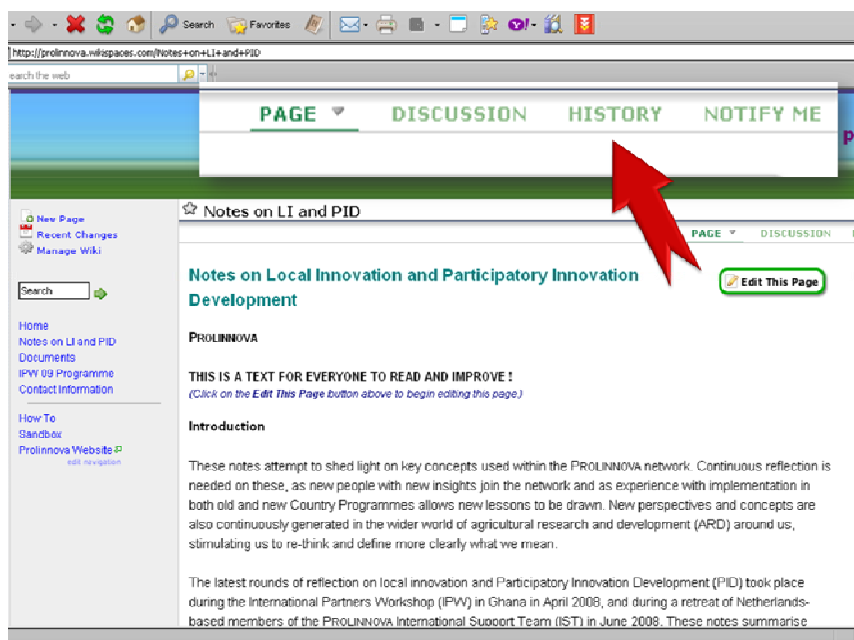 Search Favorites
http://prolinnova.wikispaces.com/Notes+on+LI+and+PID
earch the web
PAGE DISCUSSION HISTORY NOTIFY ME
p
New Page
Recent Changes
Manage Wiki
Search
Home
Notes on LI and PID
Documents
IPW 09 Programme
Contact Information
How To
Sandbox
Prolinnova Website
edit navigation
Notes on LI and PID
PAGE DISCUSSION
Notes on Local Innovation and Participatory Innovation
Development
Edit This Page
PROLINNOVA
THIS IS A TEXT FOR EVERYONE TO READ AND IMPROVE !
(Click on the Edit This Page button above to begin editing this page.)
Introduction
These notes attempt to shed light on key concepts used within the PROLINNOVA network. Continuous reflection is
needed on these, as new people with new insights join the network and as experience with implementation in
both old and new Country Programmes allows new lessons to be drawn. New perspectives and concepts are
also continuously generated in the wider world of agricultural research and development (ARD) around us,
stimulating us to re-think and define more clearly what we mean.
The latest rounds of reflection on local innovation and Participatory Innovation Development (PID) took place
during the International Partners Workshop (IPW) in Ghana in April 2008, and during a retreat of Netherlands-
based members of the PROLINNOVA International Support Team (IST) in June 2008. These notes summarise